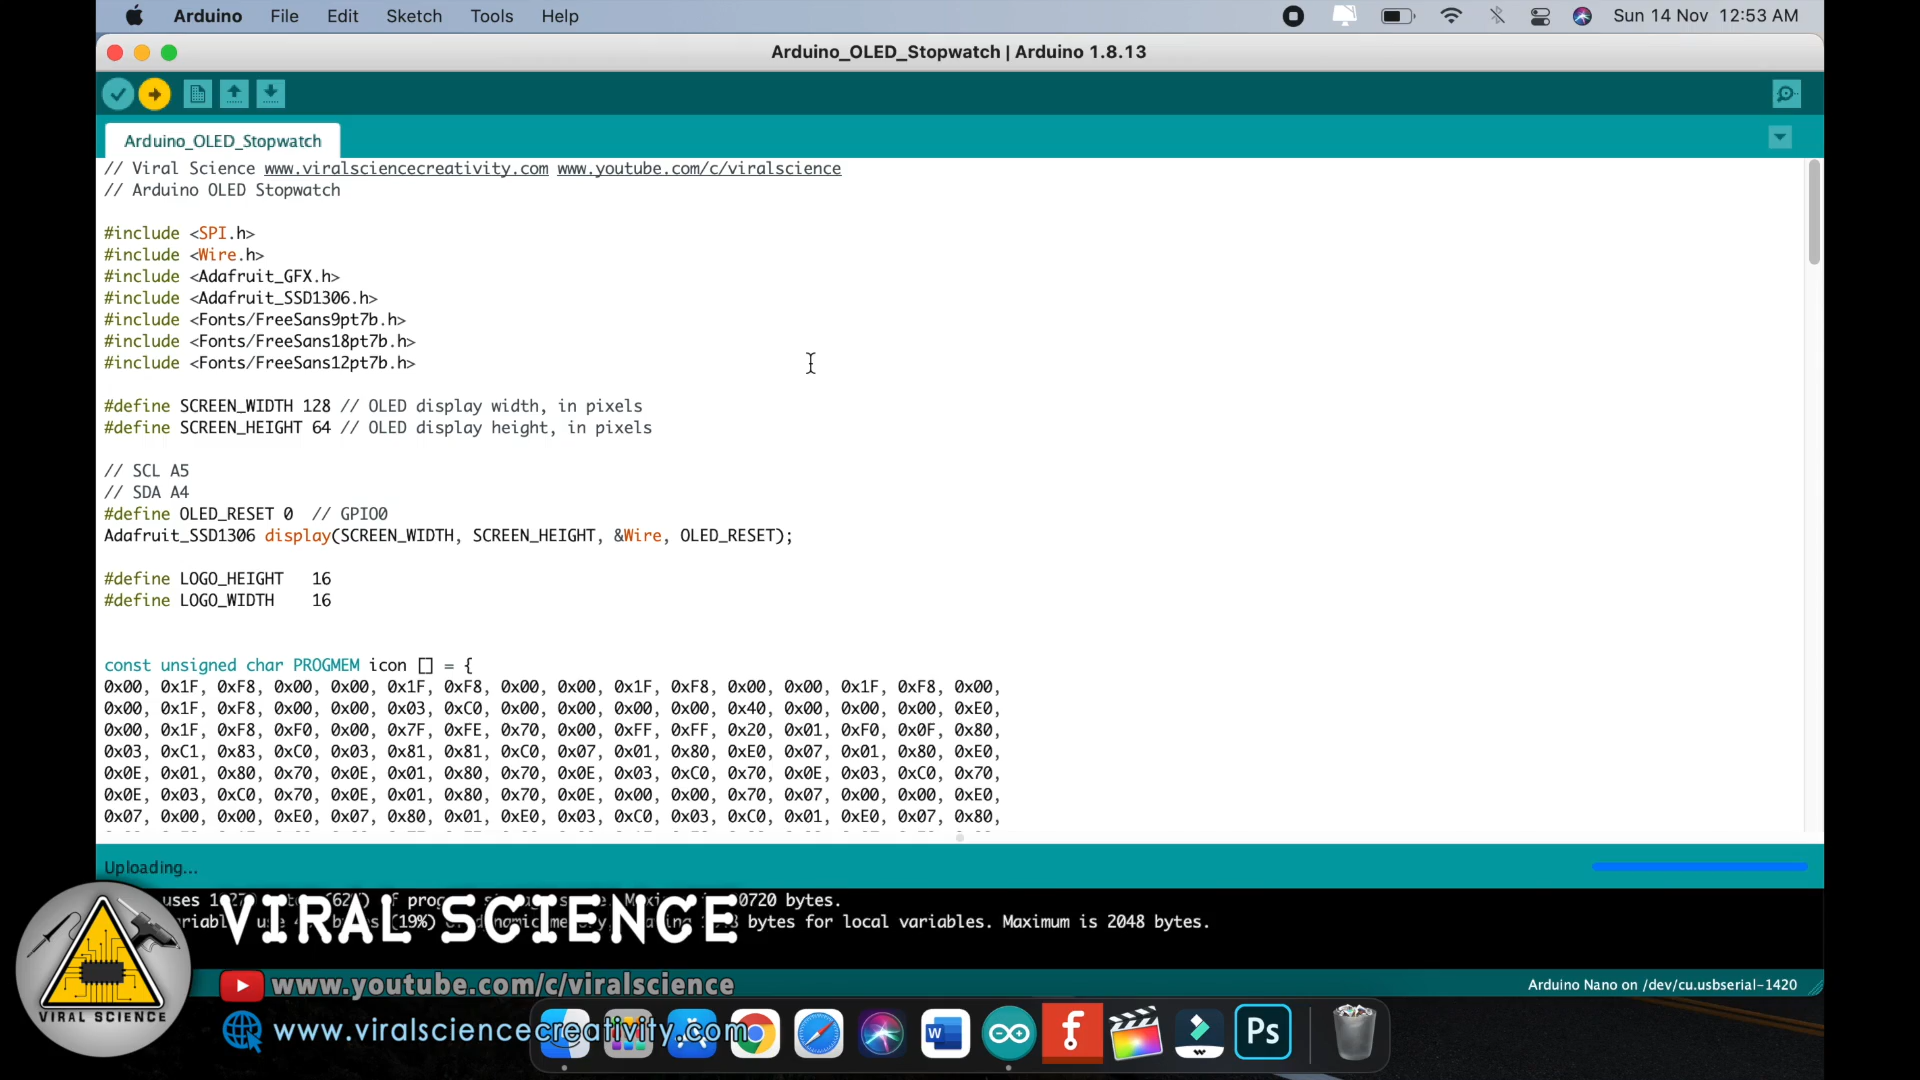 Arduino File Edit Sketch Tools Help Sun 14 Nov 12:53 AM
Arduino_OLED_Stopwatch | Arduino 1.8.13
Arduino_OLED_Stopwatch
// Viral Science www.viralsciencecreativity.com www.youtube.com/c/viralscience
// Arduino OLED Stopwatch
#include <SPI.h>
#include <Wire.h>
#include <Adafruit_GFX.h>
#include <Adafruit_SSD1306.h>
#include <Fonts/FreeSans9pt7b.h>
#include <Fonts/FreeSans18pt7b.h>
#include <Fonts/FreeSans12pt7b.h>
#define SCREEN_WIDTH 128 // OLED display width, in pixels
#define SCREEN_HEIGHT 64 // OLED display height, in pixels
// SCL A5
// SDA A4
#define OLED_RESET 0 // GPIO0
Adafruit_SSD1306 display(SCREEN_WIDTH, SCREEN_HEIGHT, &Wire, OLED_RESET);
#define LOGO_HEIGHT 16
#define LOGO_WIDTH 16
const unsigned char PROGMEM icon [] = {
0x00, 0x1F, 0xF8, 0x00, 0x00, 0x1F, 0xF8, 0x00, 0x00, 0x1F, 0xF8, 0x00, 0x00, 0x1F, 0xF8, 0x00,
0x00, 0x1F, 0xF8, 0x00, 0x00, 0x03, 0xC0, 0x00, 0x00, 0x00, 0x00, 0x40, 0x00, 0x00, 0x00, 0xE0,
0x00, 0x1F, 0xF8, 0xF0, 0x00, 0x7F, 0xFE, 0x70, 0x00, 0xFF, 0xFF, 0x20, 0x01, 0xF0, 0x0F, 0x80,
0x03, 0xC1, 0x83, 0xC0, 0x03, 0x81, 0x81, 0xC0, 0x07, 0x01, 0x80, 0xE0, 0x07, 0x01, 0x80, 0xE0,
0x0E, 0x01, 0x80, 0x70, 0x0E, 0x01, 0x80, 0x70, 0x0E, 0x03, 0xC0, 0x70, 0x0E, 0x03, 0xC0, 0x70,
0x0E, 0x03, 0xC0, 0x70, 0x0E, 0x01, 0x80, 0x70, 0x0E, 0x00, 0x00, 0x70, 0x07, 0x00, 0x00, 0xE0,
0x07, 0x00, 0x00, 0xE0, 0x07, 0x80, 0x01, 0xE0, 0x03, 0xC0, 0x03, 0xC0, 0x01, 0xE0, 0x07, 0x80,
Uploading...
uses (62%) of bytes.
(19%) bytes for local variables. Maximum is 2048 bytes.
VIRAL SCIENCE
www.youtube.com/c/viralscience
Arduino Nano on /dev/cu.usbserial-1420
VIRAL SCIENCE
www.viralsciencecreativity.com
W
f
Ps